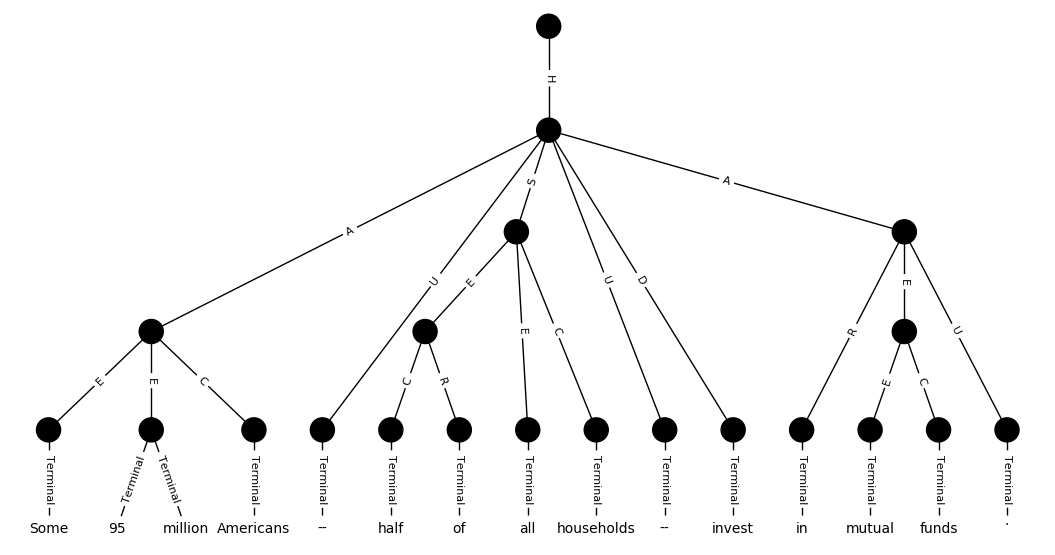 H
A U S U D A
E E C E E C R E U
C R E C
Terminal Terminal Terminal Terminal Terminal Terminal Terminal Terminal Terminal Terminal Terminal Terminal Terminal Terminal Terminal
Some 95 million Americans -- half of all households -- invest in mutual funds .